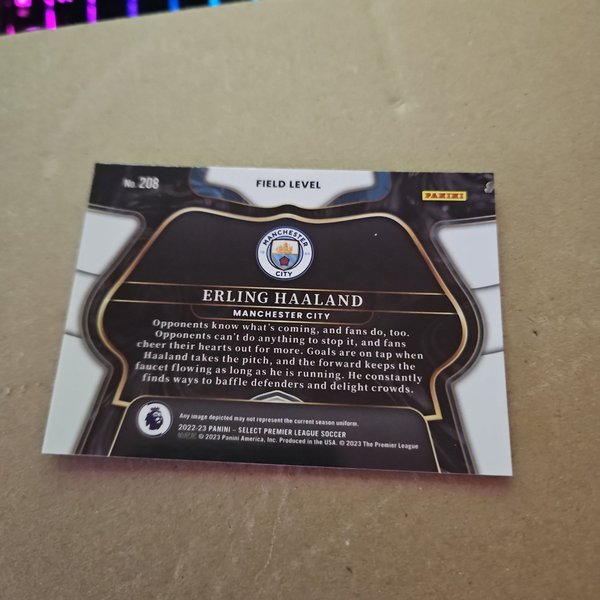 No. 208
FIELD LEVEL
PANINI
MANCHESTER
CITY
ERLING HAALAND
MANCHESTER CITY
Opponents know what's coming, and fans do, too.
Opponents can't do anything to stop it, and fans
cheer their hearts out for more. Goals are on tap when
Haaland takes the pitch, and the forward keeps the
faucet flowing as long as he is running. He constantly
finds ways to baffle defenders and delight crowds.
Any image depicted may not represent the current season uniform.
2022-23 PANINI – SELECT PREMIER LEAGUE SOCCER
© 2023 Panini America, Inc. Produced in the USA. © 2023 The Premier League